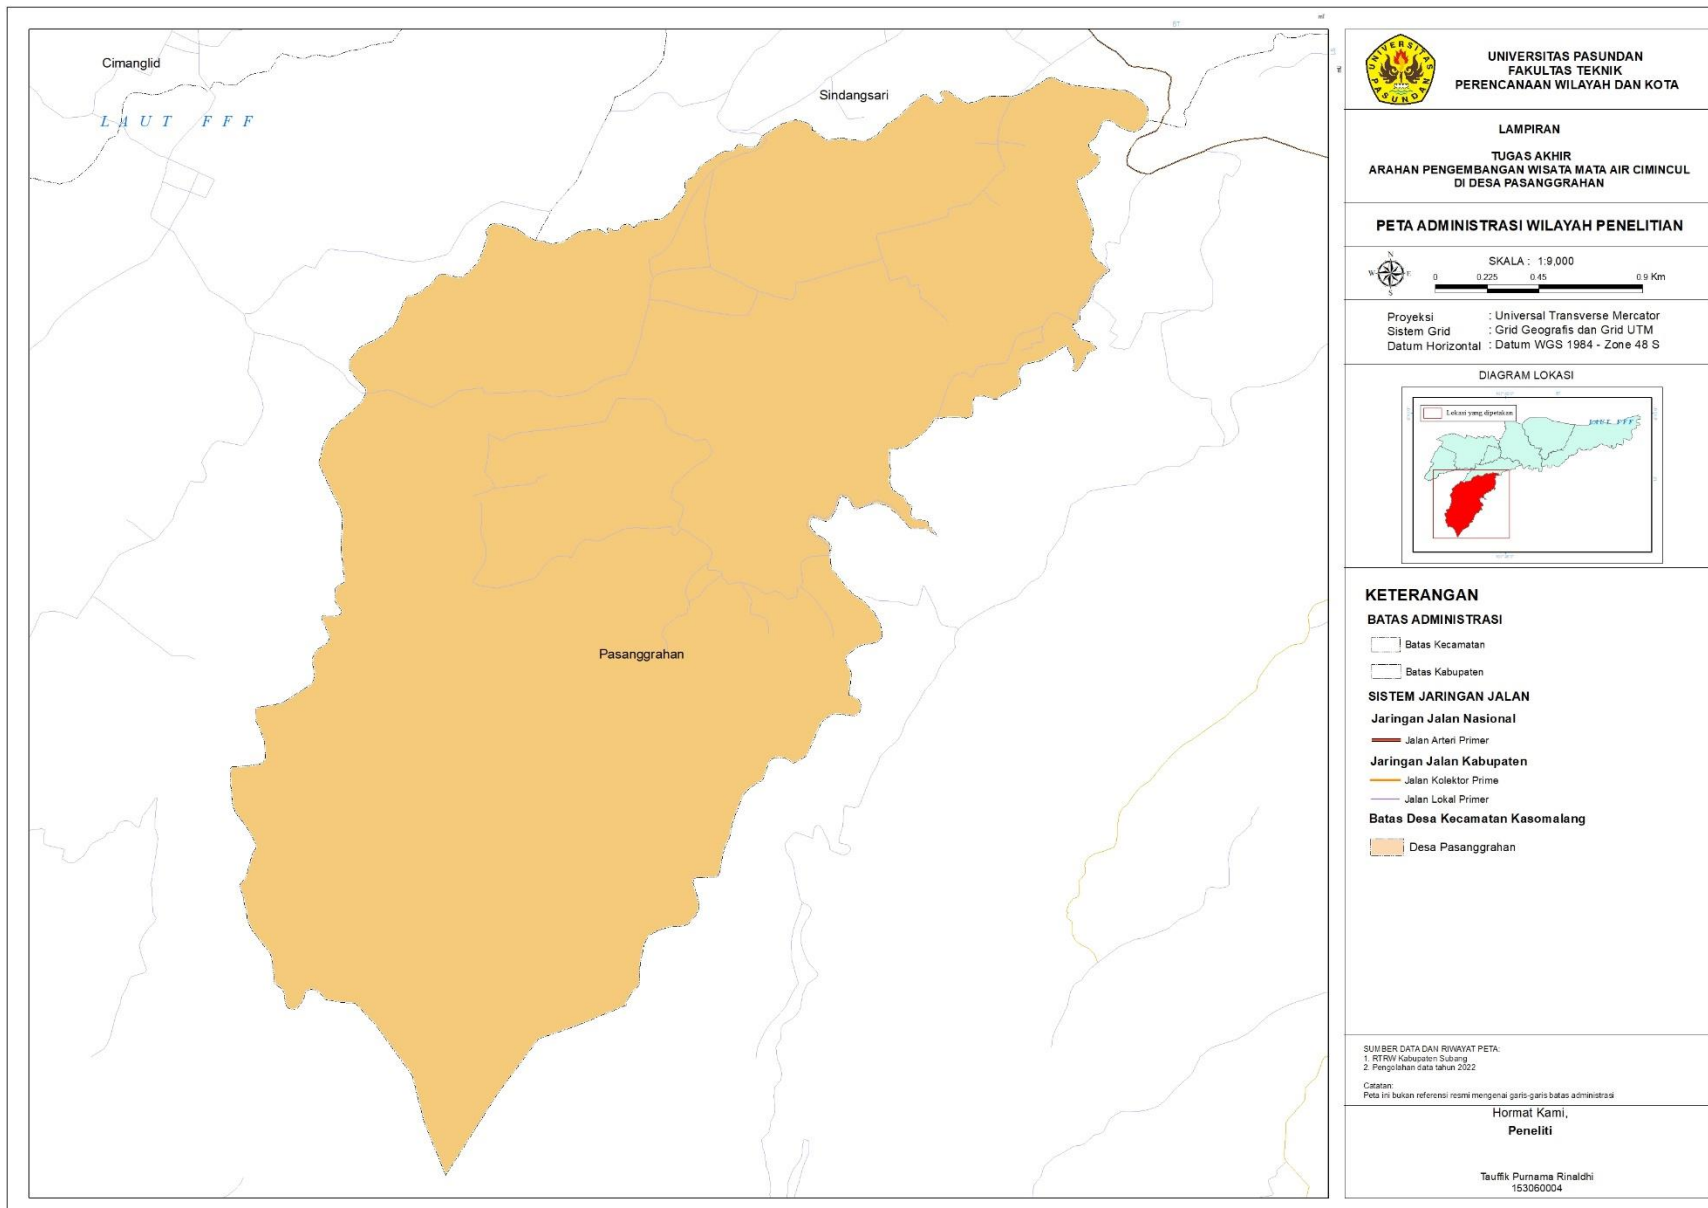 Cimanglid
LAUT FFF
Sindangsari
Pasanggrahan
BT
UNIVERSITAS PASUNDAN
UNIVERSITAS PASUNDAN
FAKULTAS TEKNIK
PERENCANAAN WILAYAH DAN KOTA
LAMPIRAN
TUGAS AKHIR
ARAHAN PENGEMBANGAN WISATA MATA AIR CIMINCUL
DI DESA PASANGGRAHAN
PETA ADMINISTRASI WILAYAH PENELITIAN
N
W E
S
SKALA : 1:9,000
0 0.225 0.45 0.9 Km
Proyeksi : Universal Transverse Mercator
Sistem Grid : Grid Geografis dan Grid UTM
Datum Horizontal : Datum WGS 1984 - Zone 48 S
DIAGRAM LOKASI
Lokasi yang dipetakan
LAUT FFF
KETERANGAN
BATAS ADMINISTRASI
Batas Kecamatan
Batas Kabupaten
SISTEM JARINGAN JALAN
Jaringan Jalan Nasional
Jalan Arteri Primer
Jaringan Jalan Kabupaten
Jalan Kolektor Prime
Jalan Lokal Primer
Batas Desa Kecamatan Kasomalang
Desa Pasanggrahan
SUMBER DATA DAN RIWAYAT PETA:
1. RTRW Kabupaten Subang
2. Pengolahan data tahun 2022
Catatan:
Peta ini bukan referensi resmi mengenai garis-garis batas administrasi
Hormat Kami,
Peneliti
Tauffik Purnama Rinaldhi
153060004